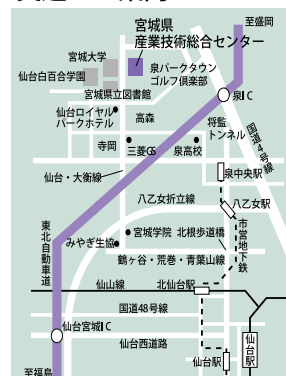 宮城県
産業技術総合センター
至盛岡
宮城大学
仙台白百合学園
泉パークタウン
ゴルフ倶楽部
宮城県立図書館
泉IC
仙台ロイヤル
パークホテル
高森
将監
トンネル
国道4号線
寺岡
三菱GS
泉高校
仙台・大衡線
泉中央駅
八乙女折立線
八乙女駅
東北自動車道
みやぎ生協
宮城学院
北根歩道橋
市営地下鉄
鶴ヶ谷・荒巻・青葉山線
仙山線
北仙台駅
国道48号線
仙台宮城IC
仙台西道路
仙台駅
仙台駅
至福島